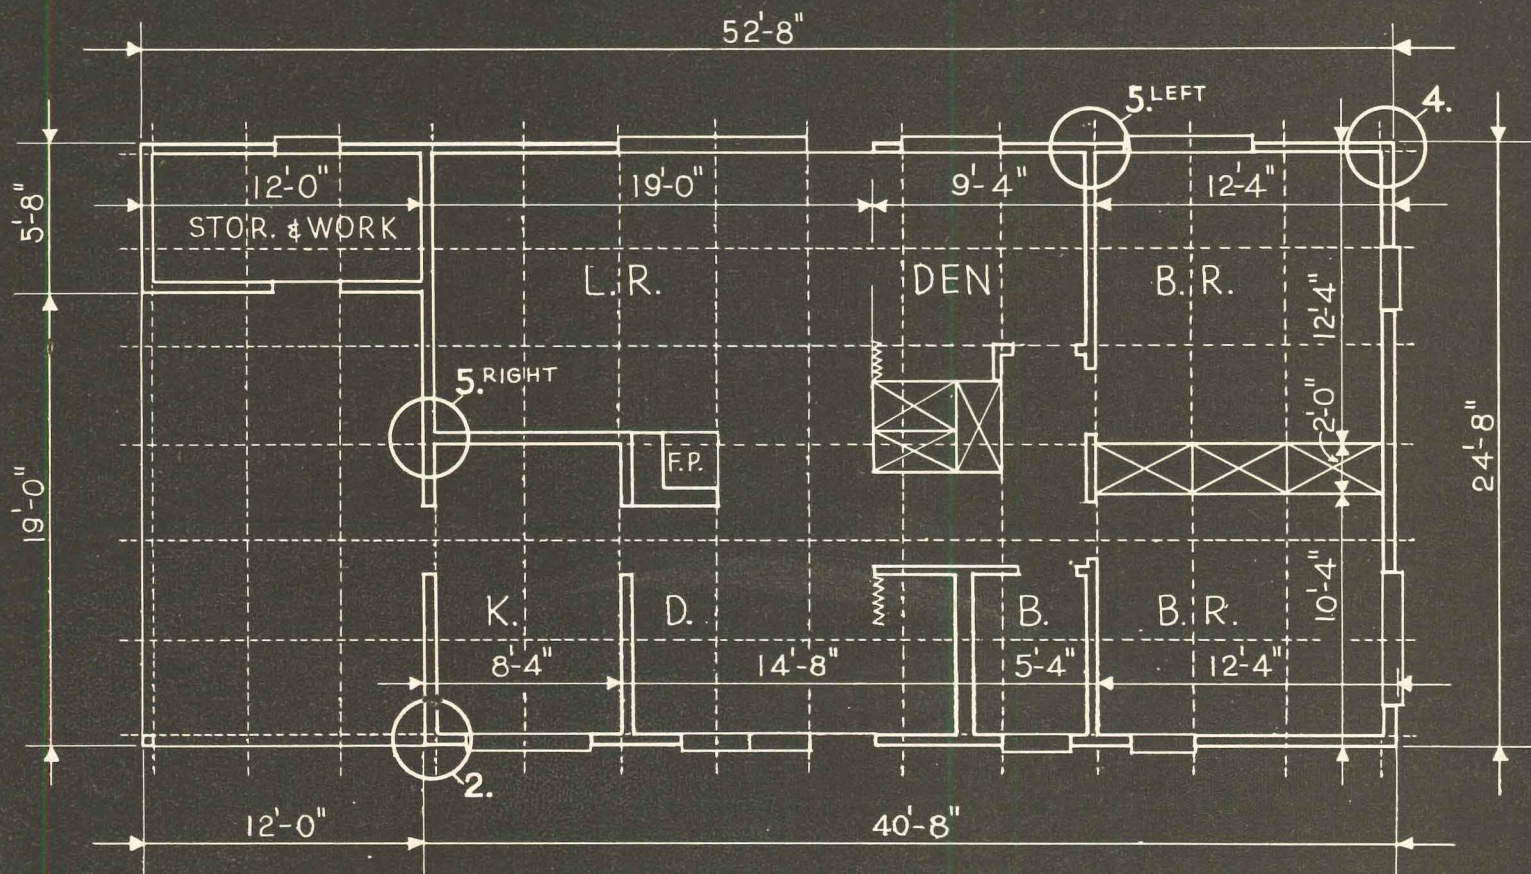 52'-8"
5. LEFT
4.
12'-0"
19'-0"
9'-4"
12'-4"
5'-8"
STOR. & WORK
L.R.
DEN
B.R.
12'-4"
5. RIGHT
2'-0"
F.P.
24'-8"
19'-0"
10'-4"
K.
D.
B.
B.R.
8'-4"
14'-8"
5'-4"
12'-4"
2.
12'-0"
40'-8"